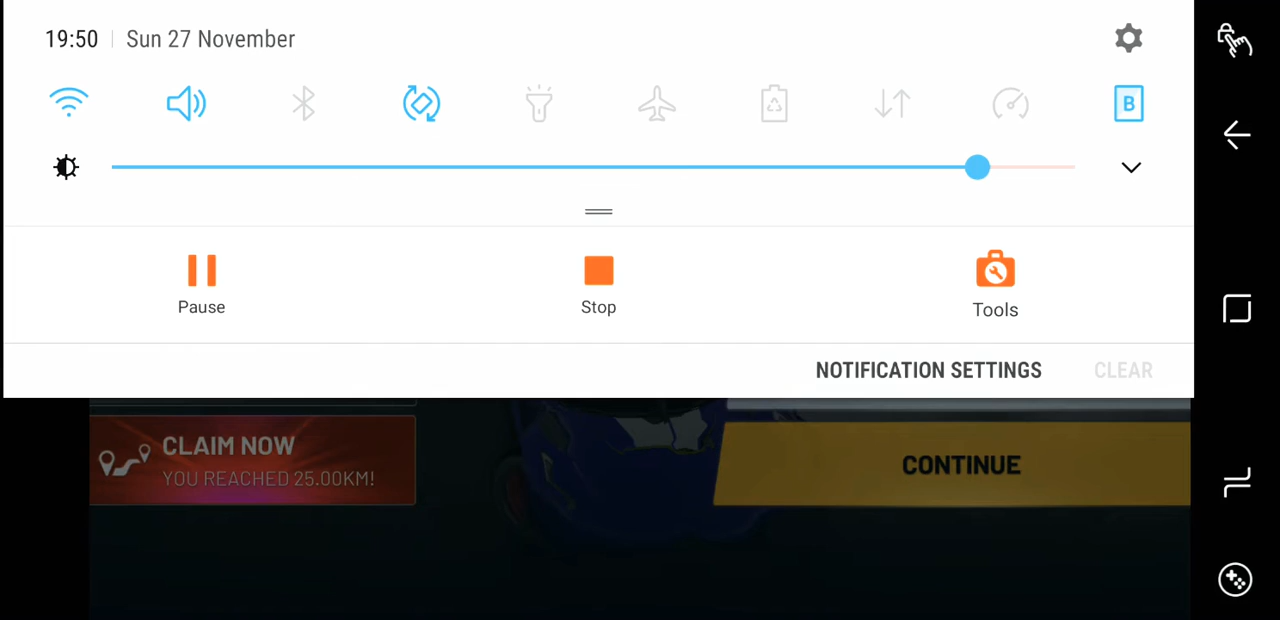 19:50 | Sun 27 November
B
Pause
Stop
Tools
NOTIFICATION SETTINGS
CLEAR
CLAIM NOW
YOU REACHED 25.00KM!
CONTINUE